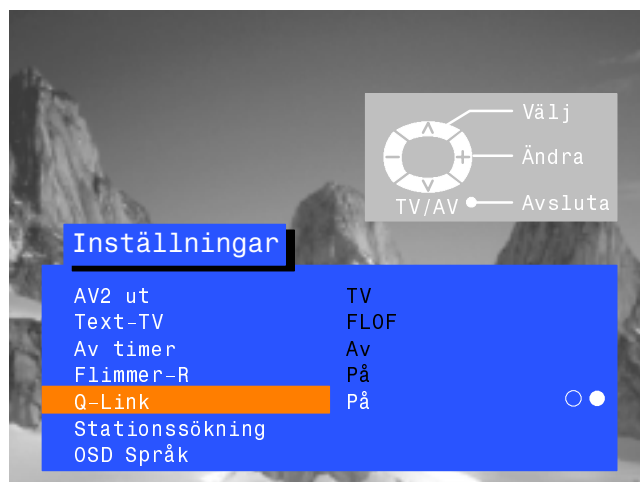 Välj
Ändra
TV/AV Avsluta
Inställningar
AV2 ut TV
Text-TV FLOF
Av timer Av
Flimmer-R På
Q-Link På
Stationssökning
OSD Språk